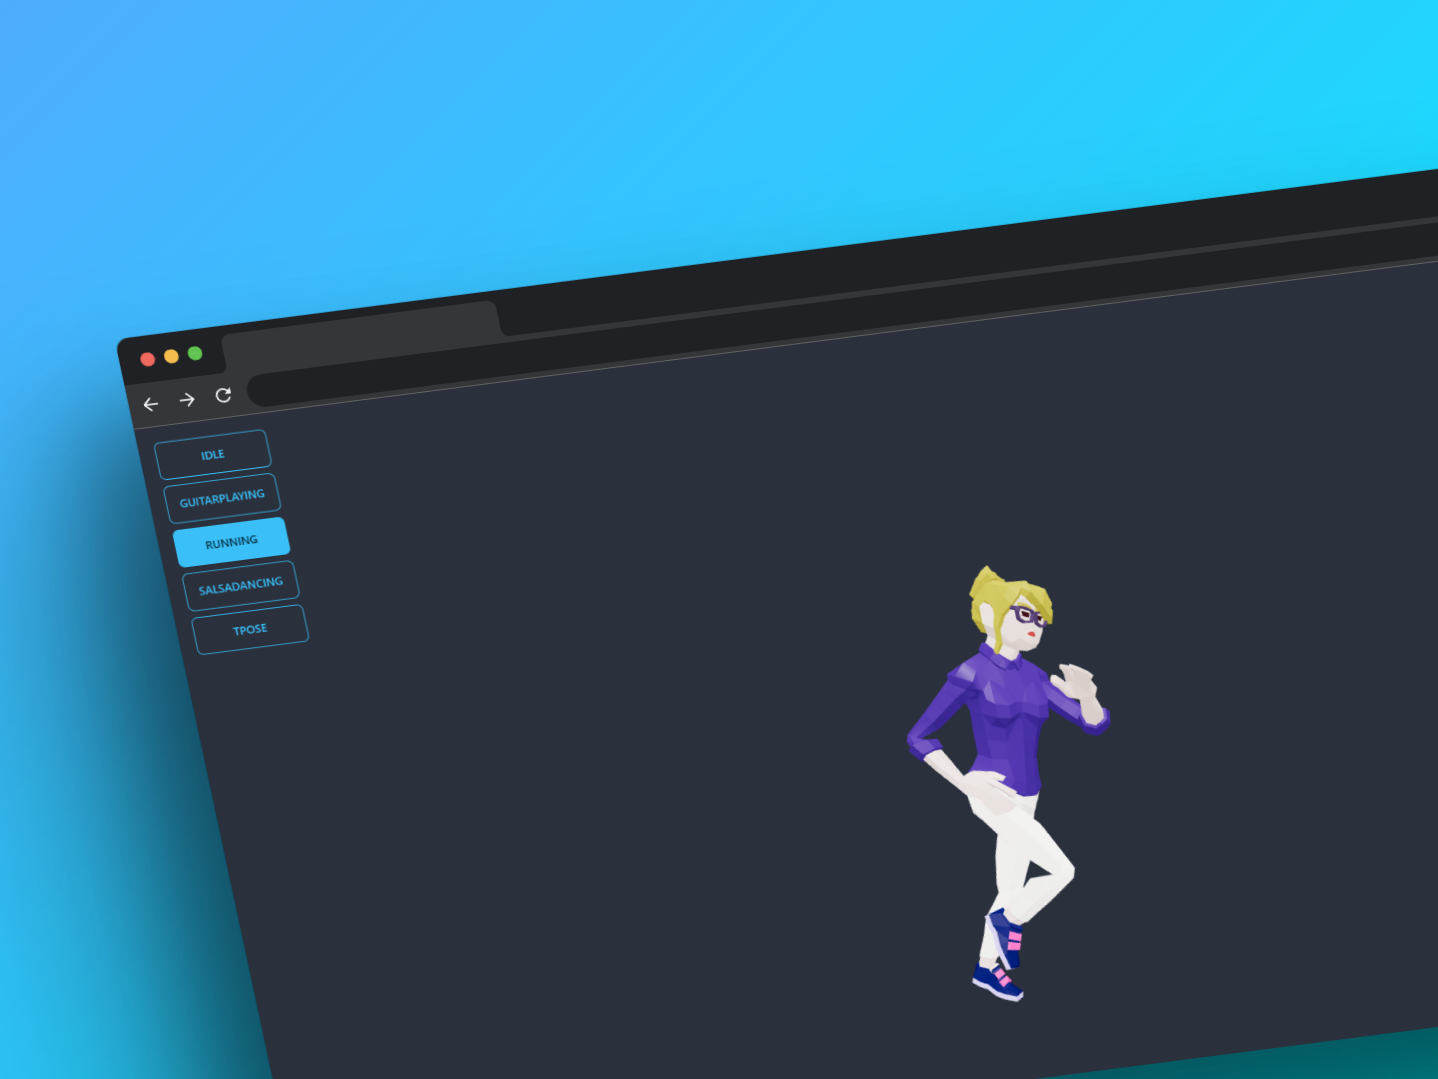 IDLE
GUITARPLAYING
RUNNING
SALSADANCING
TPOSE